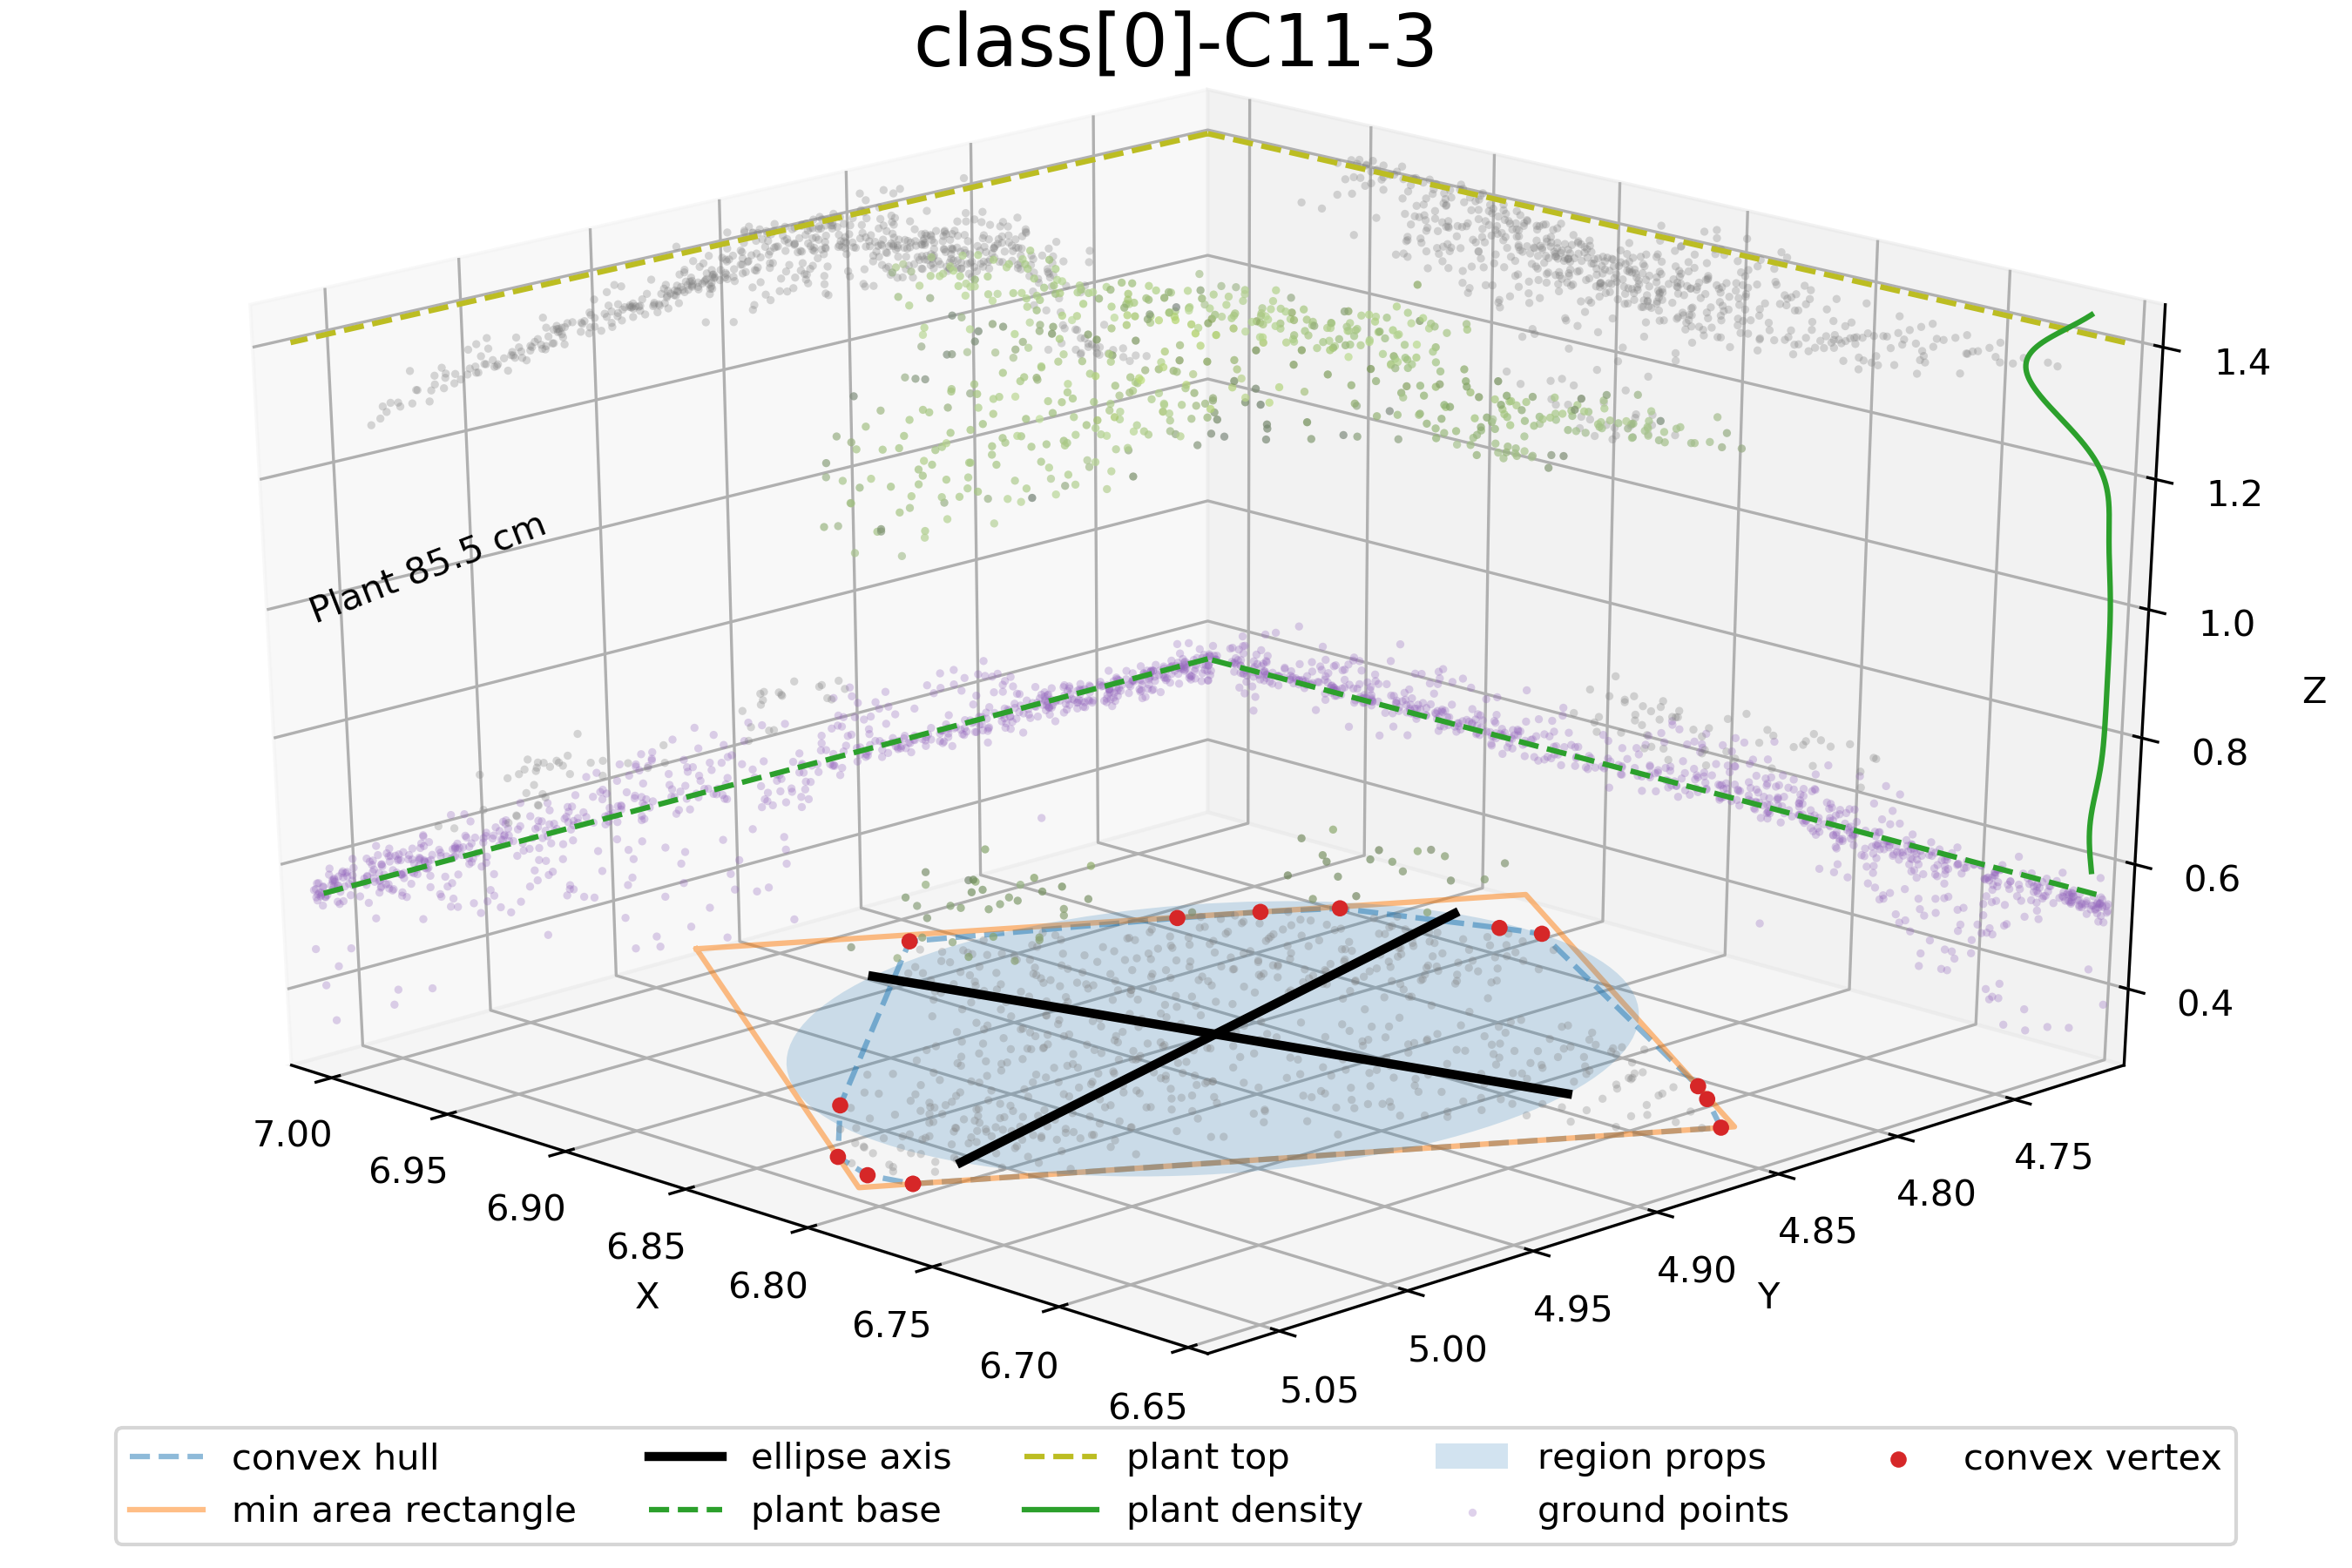 class[0]-C11-3
Plant 85.5 cm
1.4
1.2
1.0
0.8
0.6
0.4
Z
7.00
6.95
6.90
6.85
6.80
6.75
6.70
6.65
X
5.05
5.00
4.95
4.90
4.85
4.80
4.75
Y
convex hull
min area rectangle
ellipse axis
plant base
plant top
plant density
region props
ground points
convex vertex